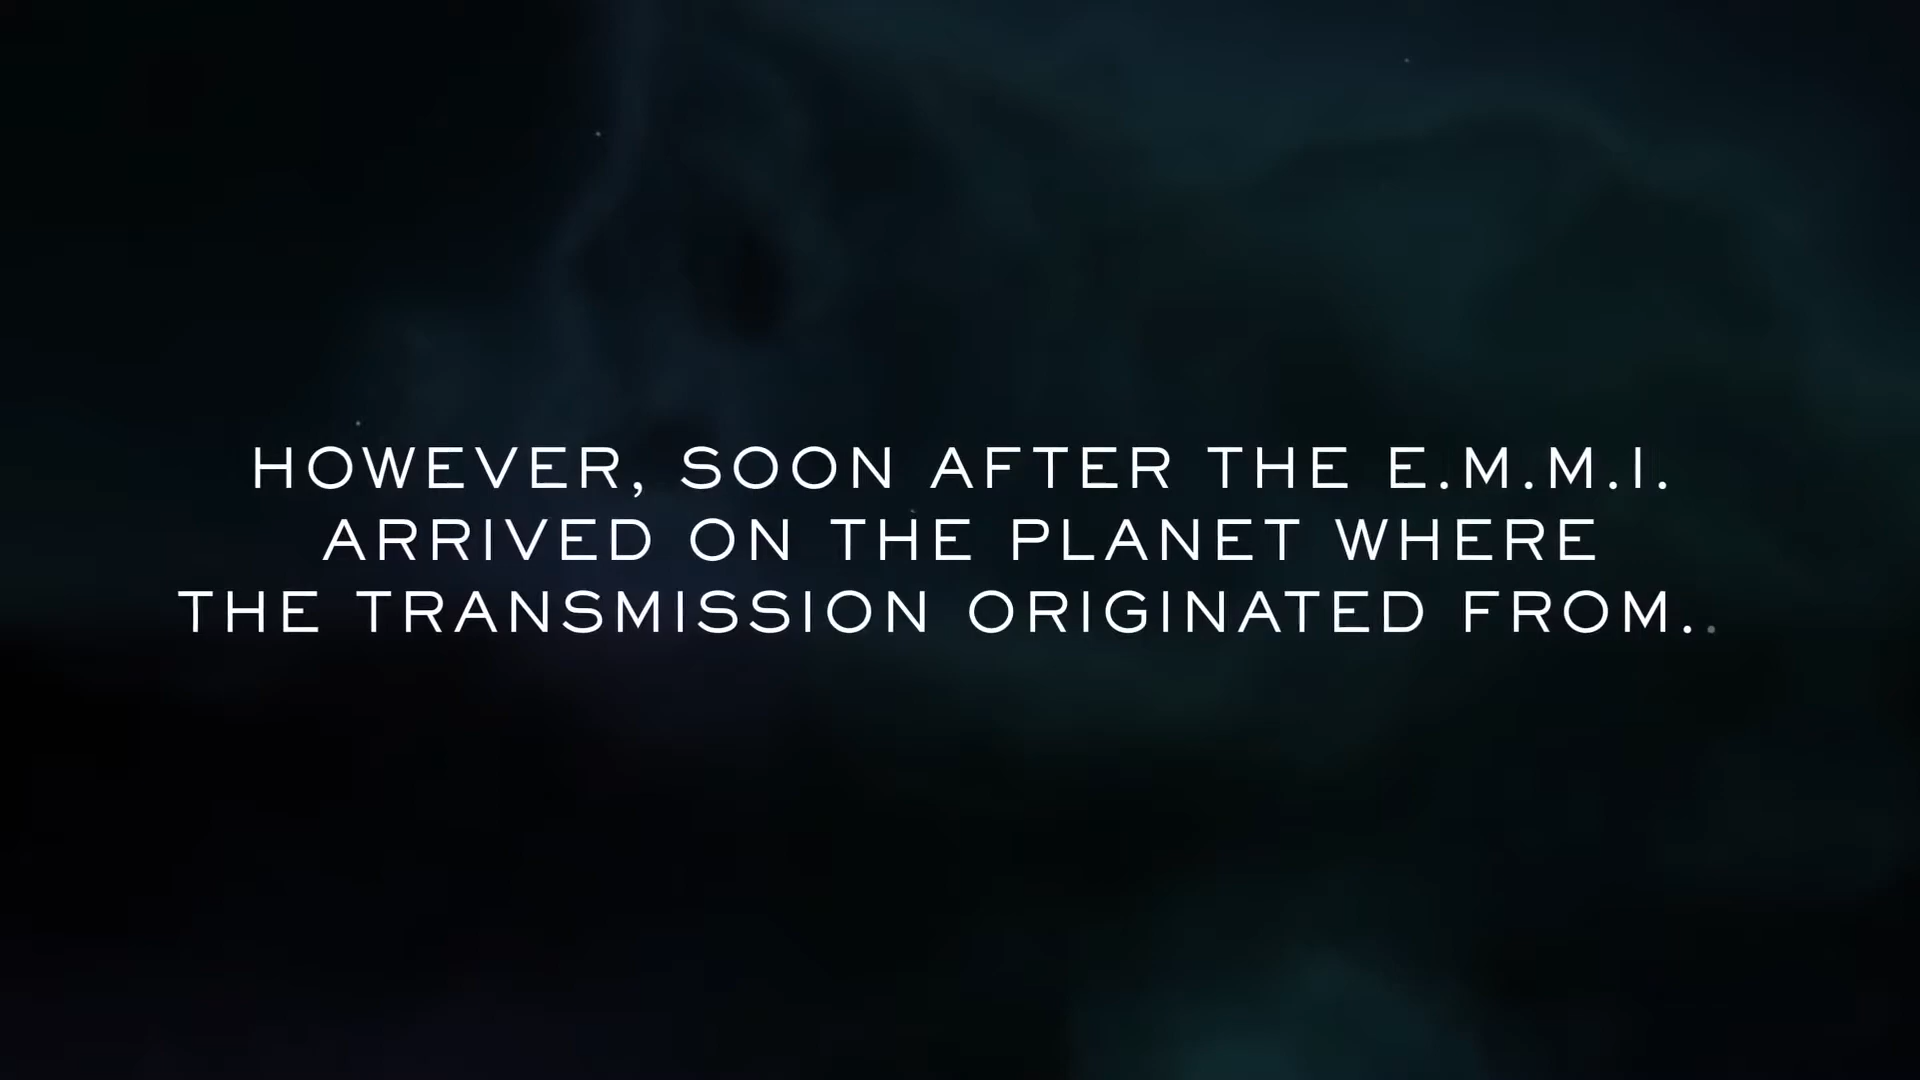 HOWEVER, SOON AFTER THE E.M.M.I.
ARRIVED ON THE PLANET WHERE
THE TRANSMISSION ORIGINATED FROM..